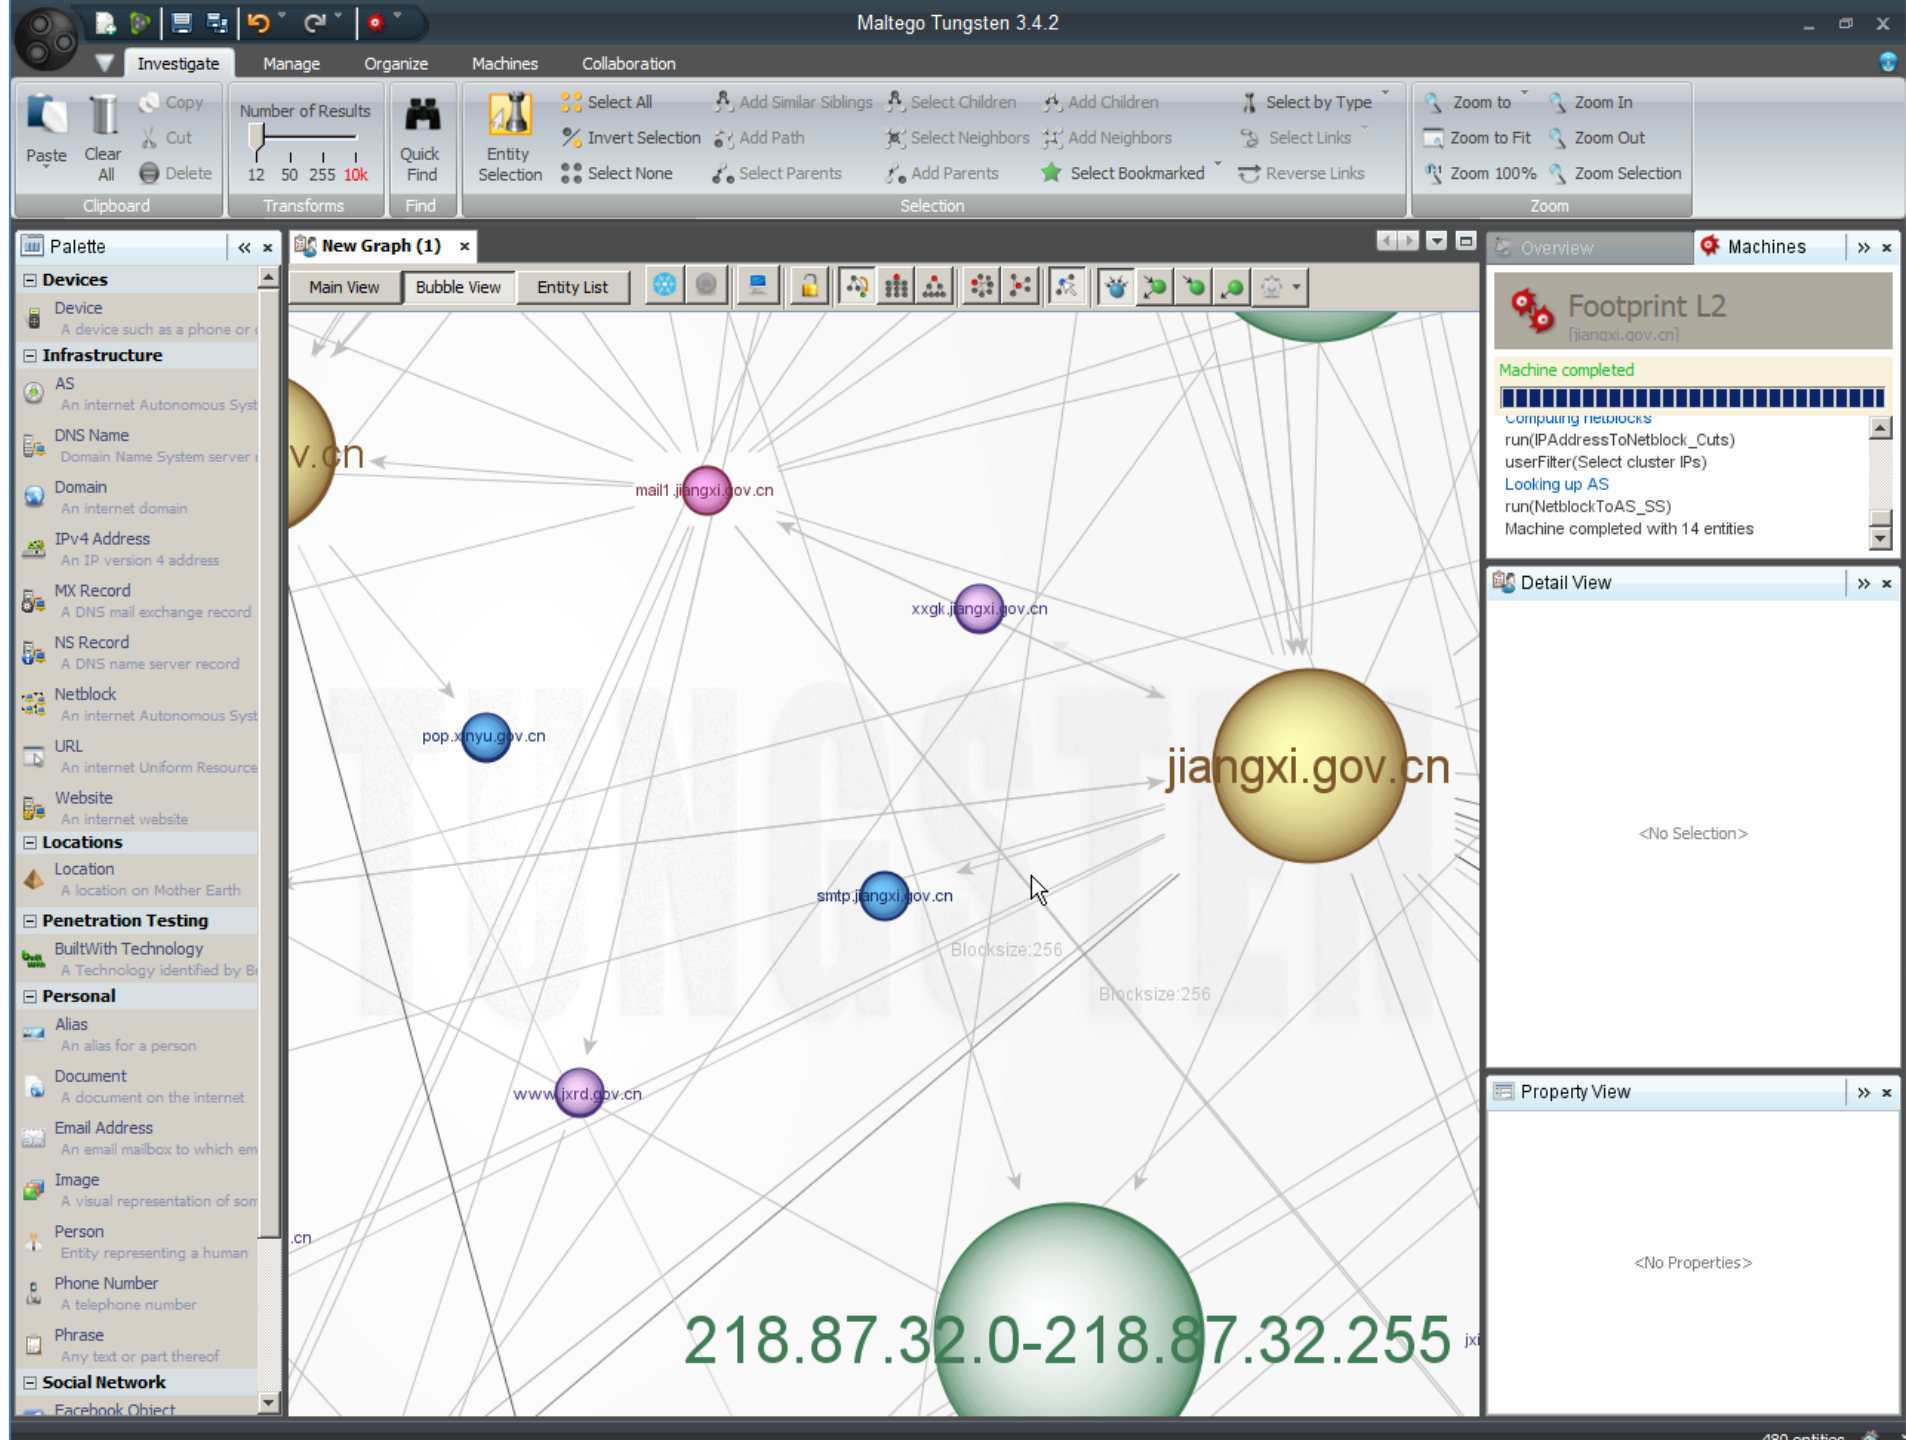 Maltego Tungsten 3.4.2
Investigate Manage Organize Machines Collaboration
Paste
Clear All
Copy
Cut
Delete
Clipboard
Number of Results
12 50 255 10k
Transforms
Quick Find
Find
Entity Selection
Select All
Invert Selection
Select None
Add Similar Siblings
Add Path
Select Parents
Select Children
Select Neighbors
Add Parents
Add Children
Add Neighbors
Select Bookmarked
Select by Type
Select Links
Reverse Links
Selection
Zoom to
Zoom to Fit
Zoom 100%
Zoom In
Zoom Out
Zoom Selection
Zoom
Palette
Devices
Device
A device such as a phone or
Infrastructure
AS
An internet Autonomous Syst
DNS Name
Domain Name System server
Domain
An internet domain
IPv4 Address
An IP version 4 address
MX Record
A DNS mail exchange record
NS Record
A DNS name server record
Netblock
An internet Autonomous Syst
URL
An internet Uniform Resource
Website
An internet website
Locations
Location
A location on Mother Earth
Penetration Testing
BuiltWith Technology
A Technology identified by
Personal
Alias
An alias for a person
Document
A document on the internet
Email Address
An email mailbox to which em
Image
A visual representation of som
Person
Entity representing a human
Phone Number
A telephone number
Phrase
Any text or part thereof
Social Network
Facebook Object
New Graph (1)
Main View Bubble View Entity List
v.cn
mail1.jiangxi.gov.cn
xxgk.jiangxi.gov.cn
pop.xinyu.gov.cn
jiangxi.gov.cn
smtp.jiangxi.gov.cn
Blocksize:256
Blocksize:256
www.jxrd.gov.cn
.cn
218.87.32.0-218.87.32.255
jxi
TUNGSTEN
Overview Machines
Footprint L2
[jiangxi.gov.cn]
Machine completed
Computing netblocks
run(IPAddressToNetblock_Cuts)
userFilter(Select cluster IPs)
Looking up AS
run(NetblockToAS_SS)
Machine completed with 14 entities
Detail View
<No Selection>
Property View
<No Properties>
480 entities